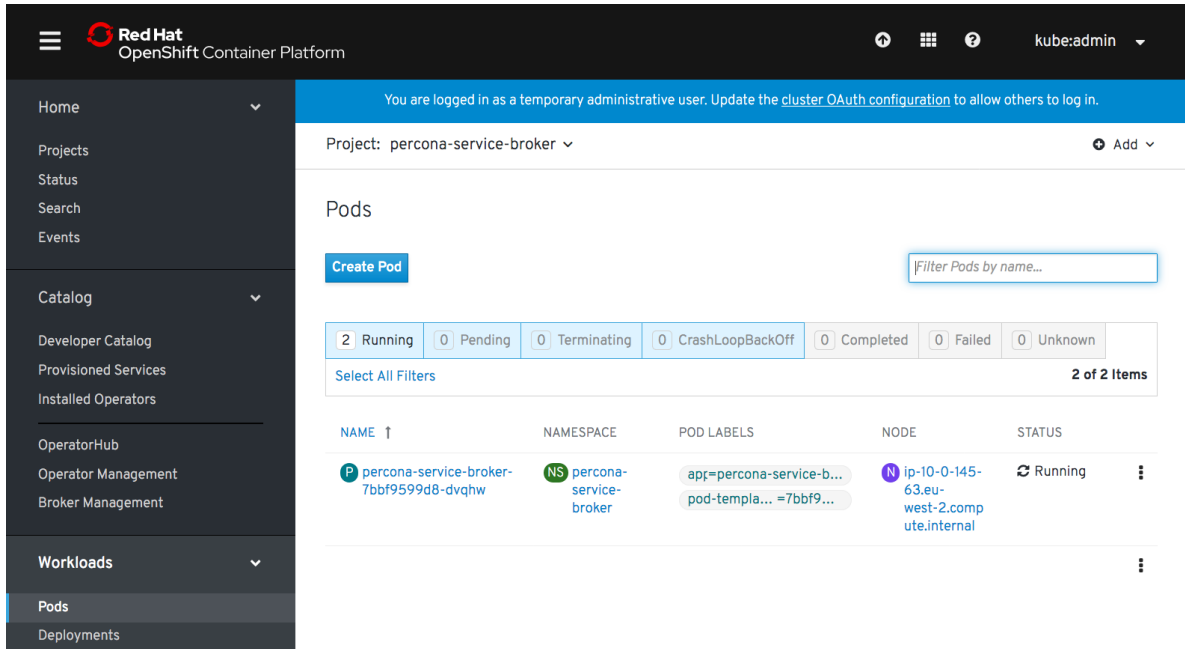 Red Hat
OpenShift Container Platform
kube:admin
Home
Projects
Status
Search
Events
Catalog
Developer Catalog
Provisioned Services
Installed Operators
OperatorHub
Operator Management
Broker Management
Workloads
Pods
Deployments
You are logged in as a temporary administrative user. Update the cluster OAuth configuration to allow others to log in.
Project: percona-service-broker
Add
Pods
Create Pod
Filter Pods by name...
2 Running 0 Pending 0 Terminating 0 CrashLoopBackOff 0 Completed 0 Failed 0 Unknown
Select All Filters
2 of 2 Items
NAME ↑ NAMESPACE POD LABELS NODE STATUS
P percona-service-broker-
7bbf9599d8-dvqhw
NS percona-
service-
broker
app=percona-service-b...
pod-templa... =7bbf9...
N ip-10-0-145-
63.eu-
west-2.comp
ute.internal
Running